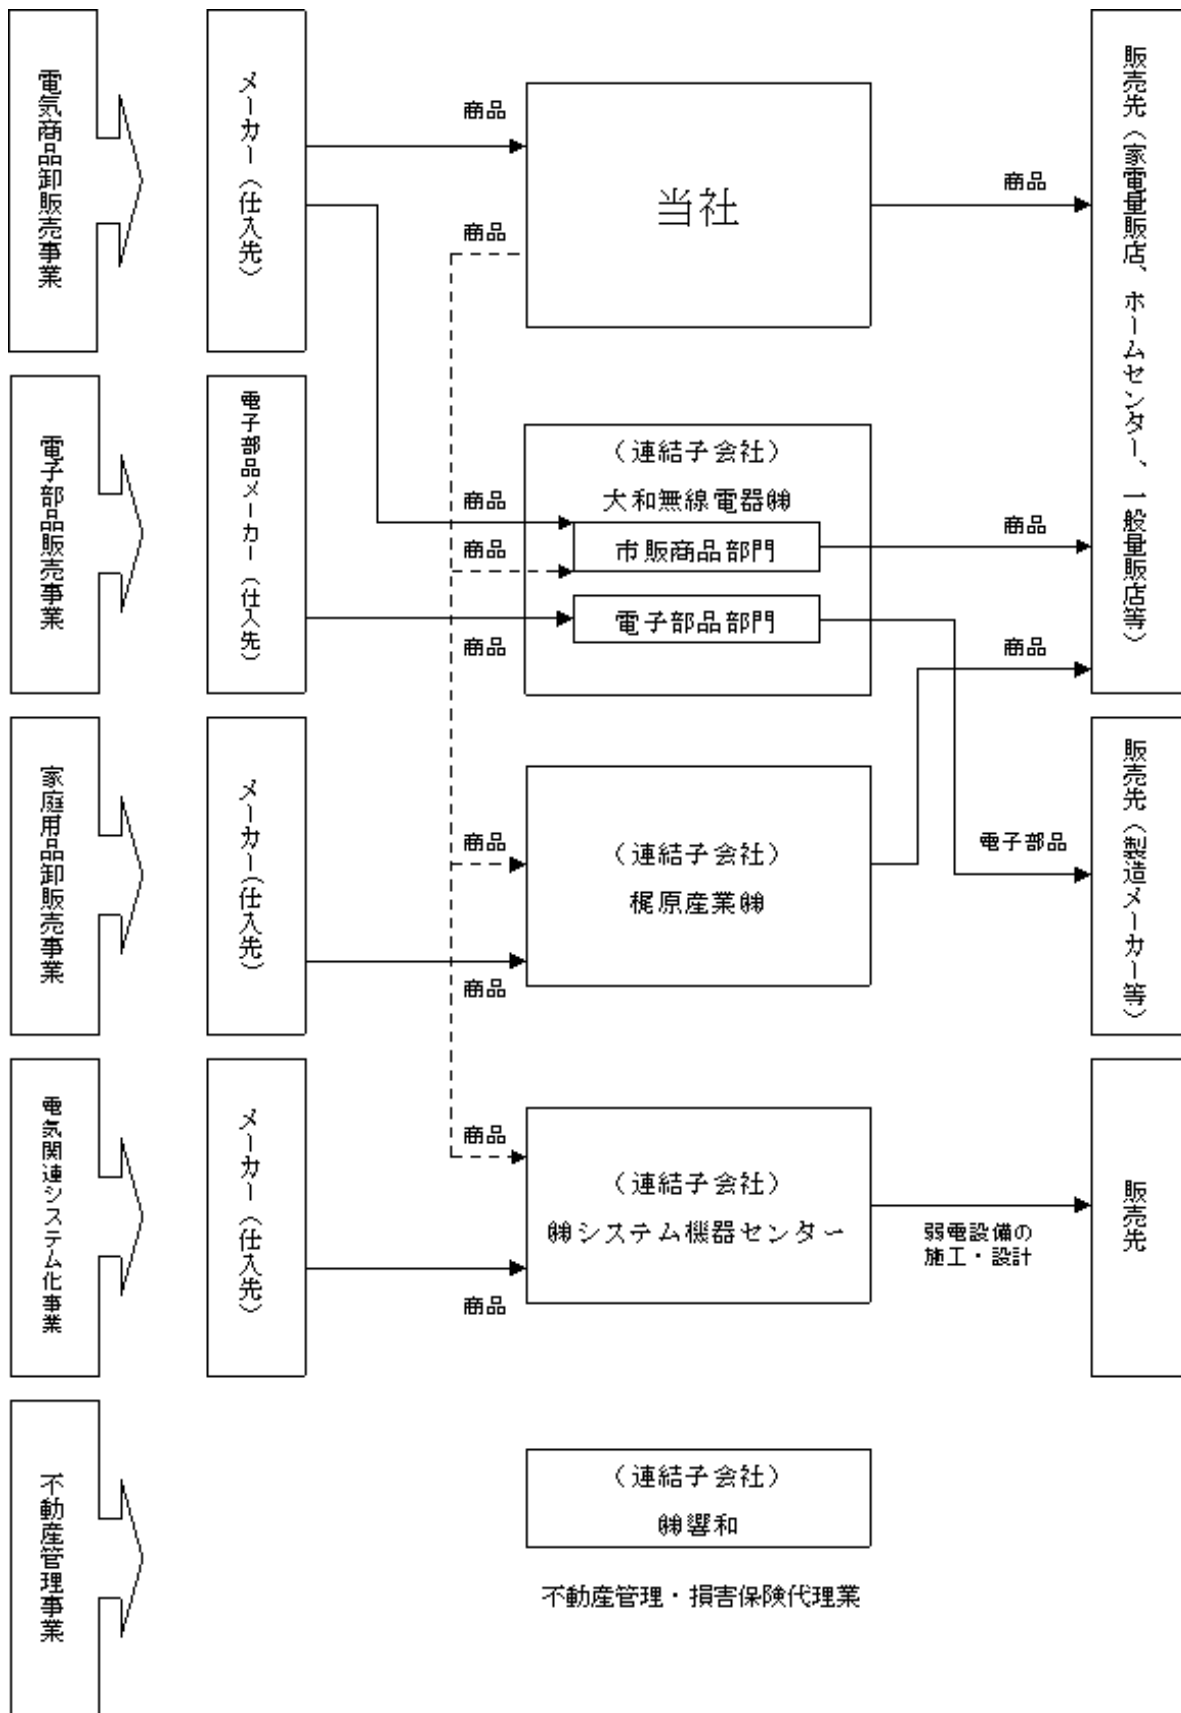 電気商品卸販売事業
メーカー（仕入先）
商品
当社
商品
商品
販売先（家電量販店、ホームセンター、一般量販店等）
電子部品販売事業
電子部品メーカー（仕入先）
（連結子会社）
大和無線電器㈱
商品
市販商品部門
商品
商品
電子部品部門
商品
商品
家庭用品卸販売事業
メーカー（仕入先）
商品
（連結子会社）
梶原産業㈱
商品
電子部品
販売先（製造メーカー等）
電気関連システム化事業
メーカー（仕入先）
商品
（連結子会社）
㈱システム機器センター
商品
弱電設備の
施工・設計
販売先
不動産管理事業
（連結子会社）
㈱響和
不動産管理・損害保険代理業